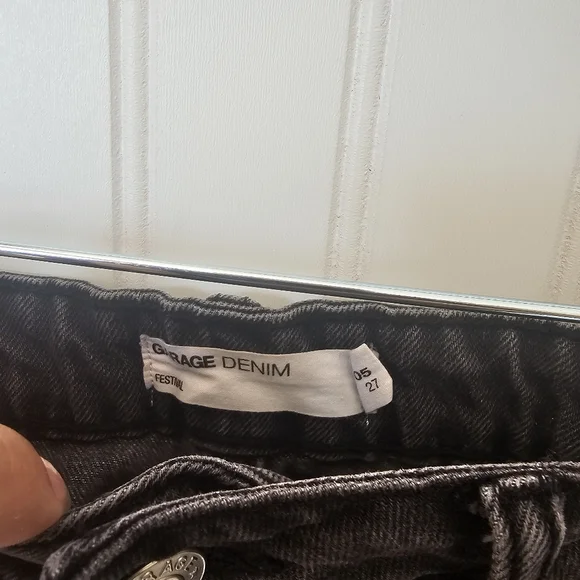 GARAGE DENIM
FESTIVAL
05
27